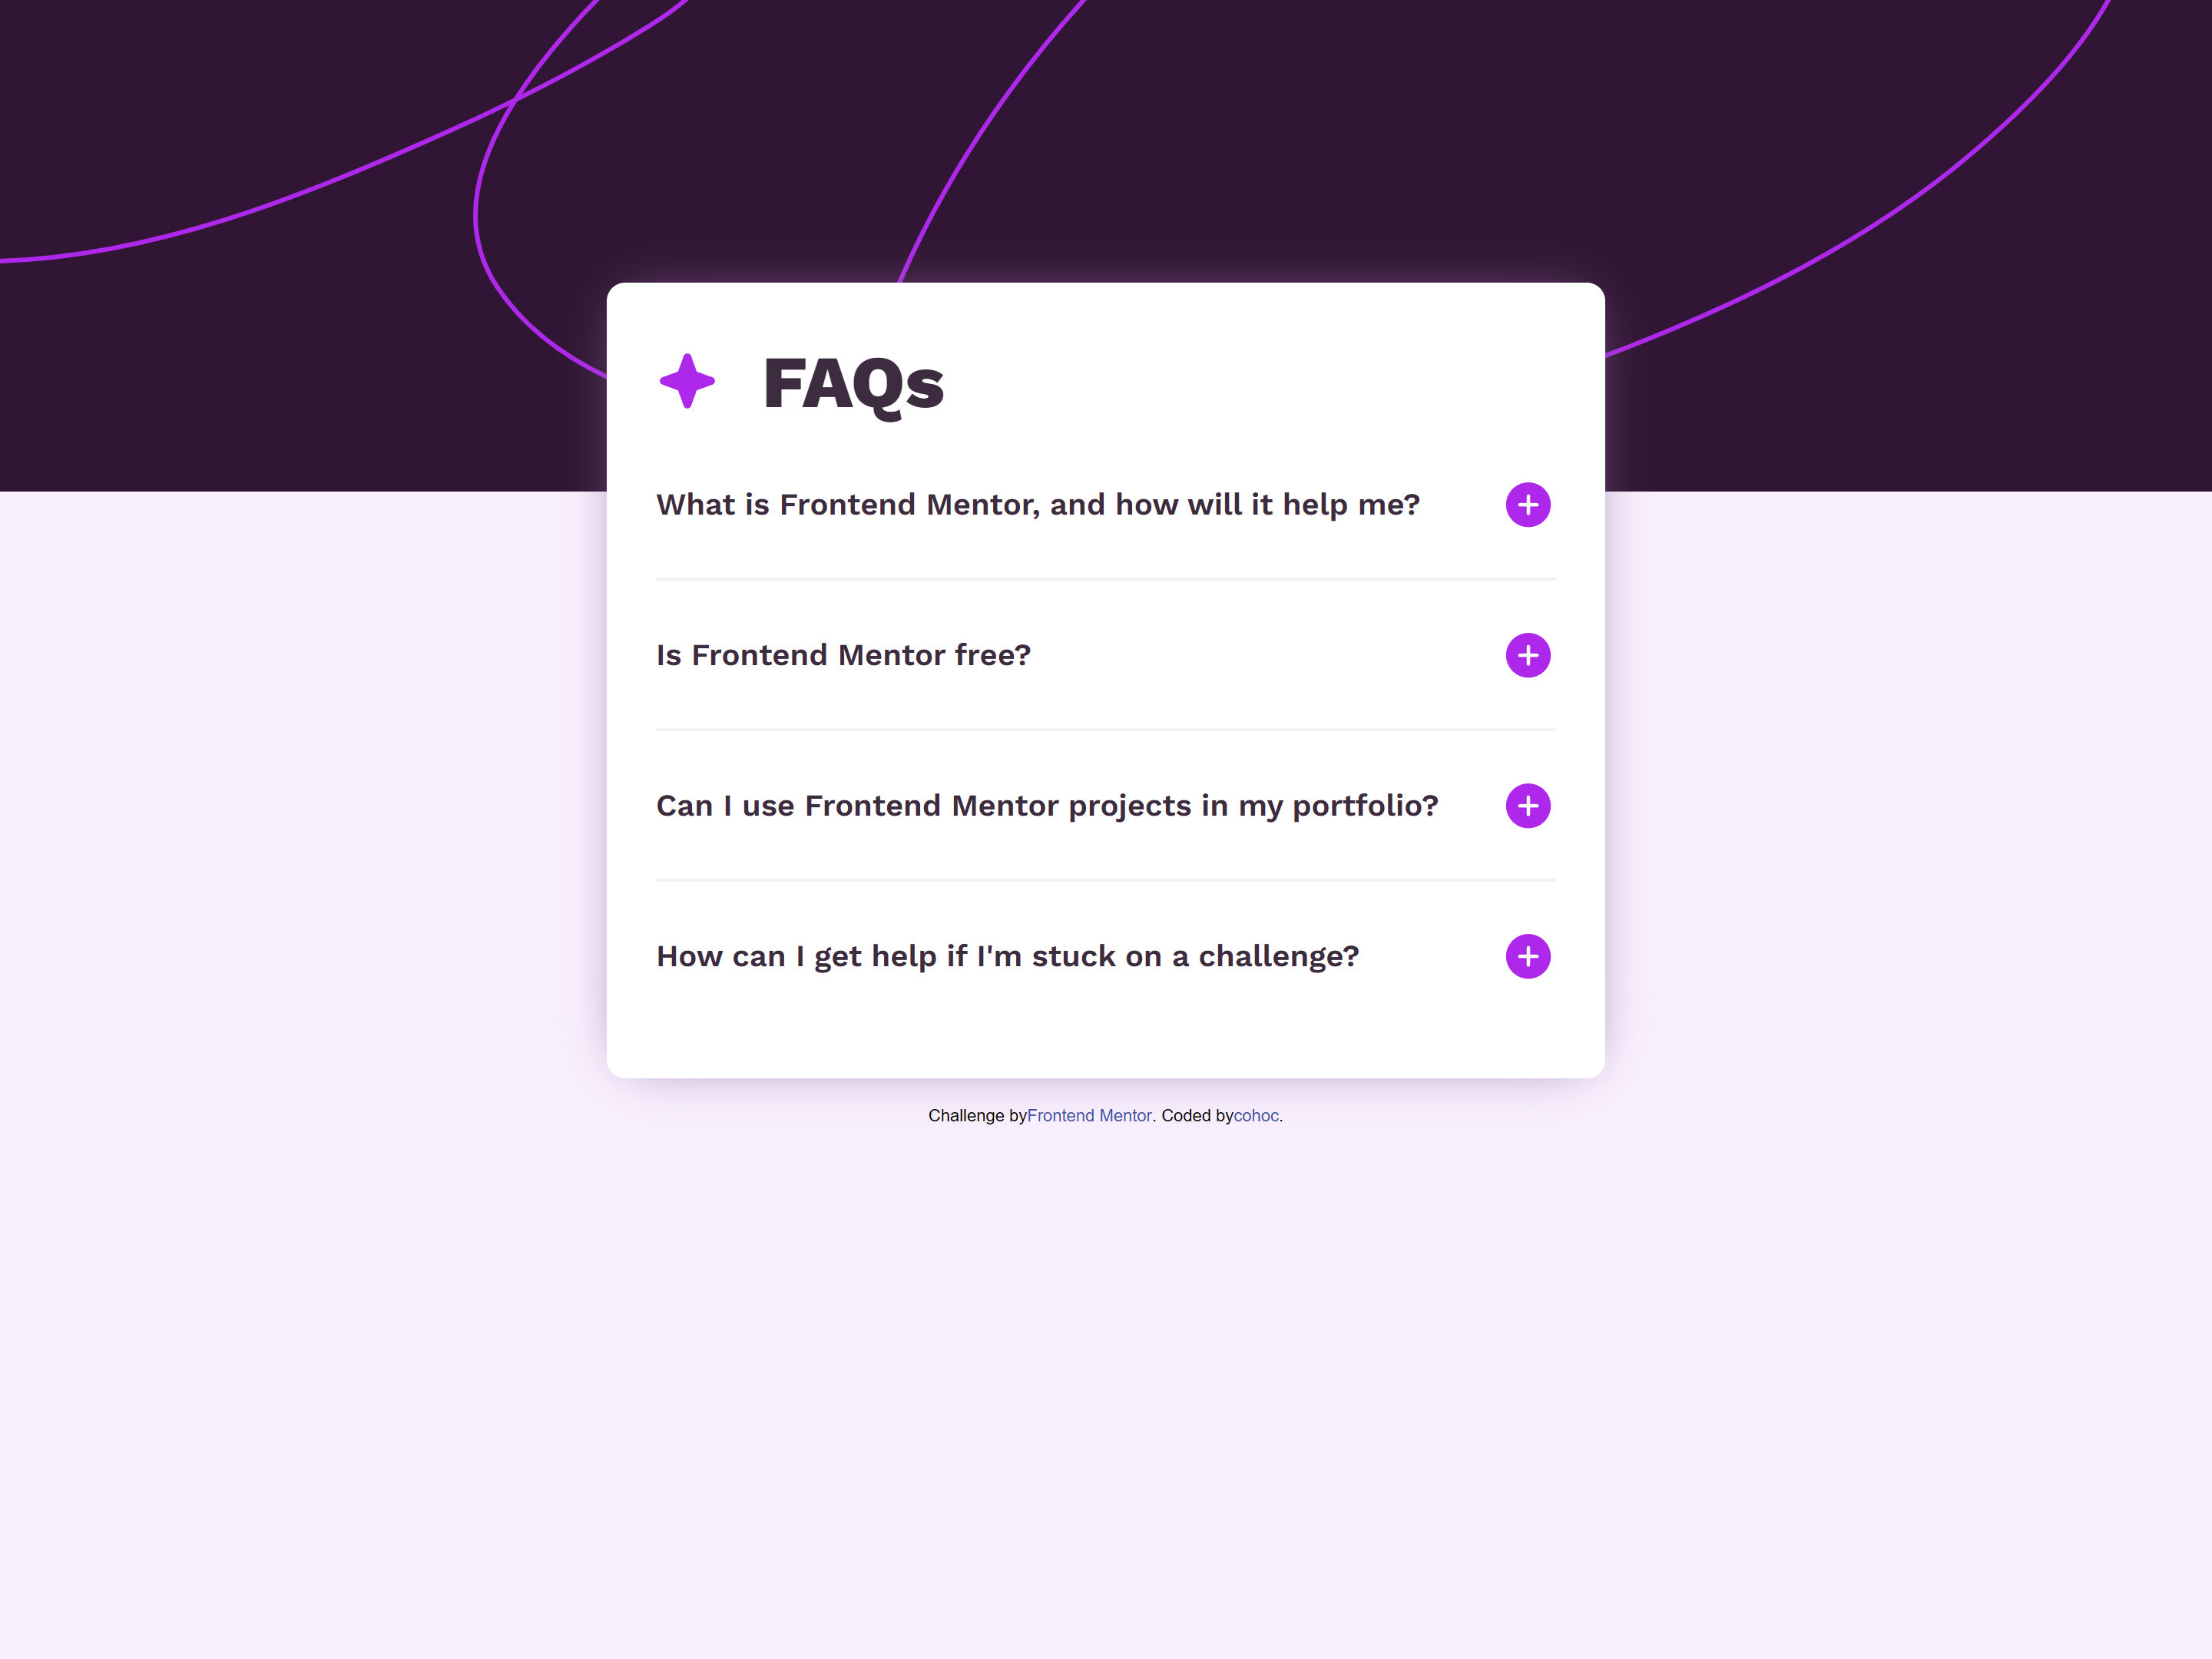 FAQs
What is Frontend Mentor, and how will it help me?
Is Frontend Mentor free?
Can I use Frontend Mentor projects in my portfolio?
How can I get help if I'm stuck on a challenge?
Challenge byFrontend Mentor. Coded bycohoc.